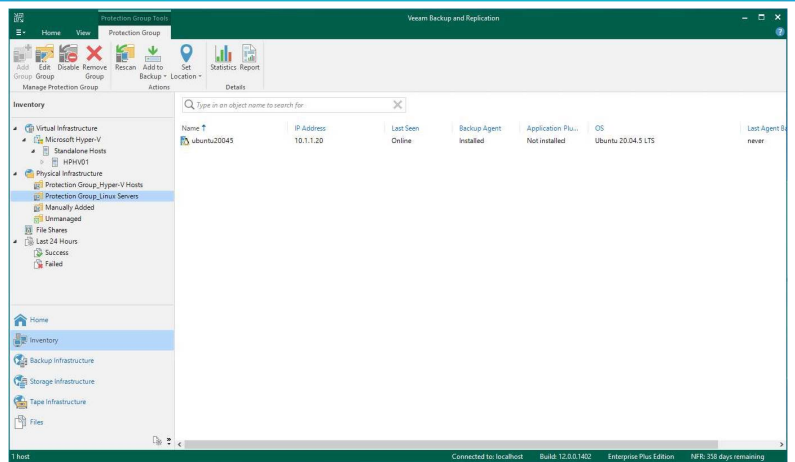 Protection Group Tools
Veeam Backup and Replication
Home View Protection Group
Add Group
Edit Group
Disable
Remove Group
Rescan
Add to Backup
Set Location
Statistics
Report
Manage Protection Group
Actions
Details
Inventory
Type in an object name to search for
Virtual Infrastructure
Microsoft Hyper-V
Standalone Hosts
HPHV01
Physical Infrastructure
Protection Group_Hyper-V Hosts
Protection Group_Linux Servers
Manually Added
Unmanaged
File Shares
Last 24 Hours
Success
Failed
Name IP Address Last Seen Backup Agent Application Plu... OS Last Agent Ba
ubuntu20045 10.1.1.20 Online Installed Not installed Ubuntu 20.04.5 LTS never
Home
Inventory
Backup Infrastructure
Storage Infrastructure
Tape Infrastructure
Files
1 host
Connected to: localhost Build: 12.0.0.1402 Enterprise Plus Edition NFR: 358 days remaining